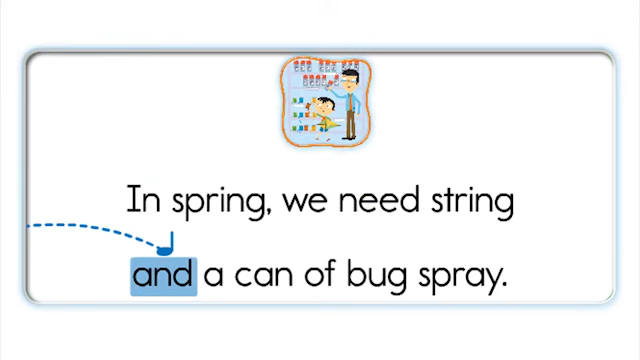 In spring, we need string
and a can of bug spray.